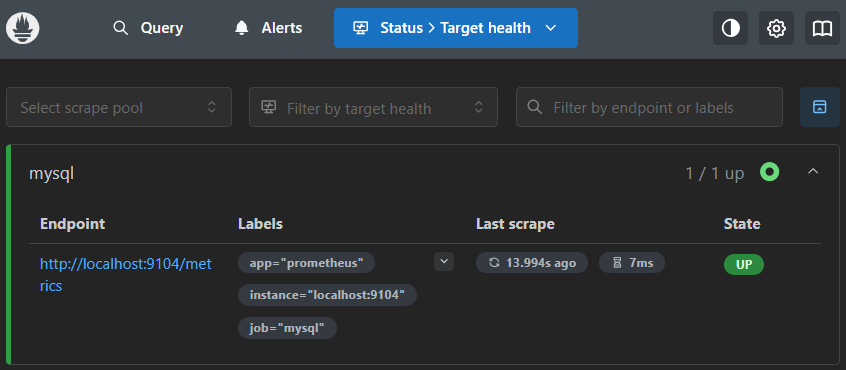 Query
Alerts
Status > Target health
Select scrape pool
Filter by target health
Filter by endpoint or labels
mysql
1 / 1 up
Endpoint Labels Last scrape State
http://localhost:9104/met
rics
app="prometheus"
13.994s ago 7ms UP
instance="localhost:9104"
job="mysql"